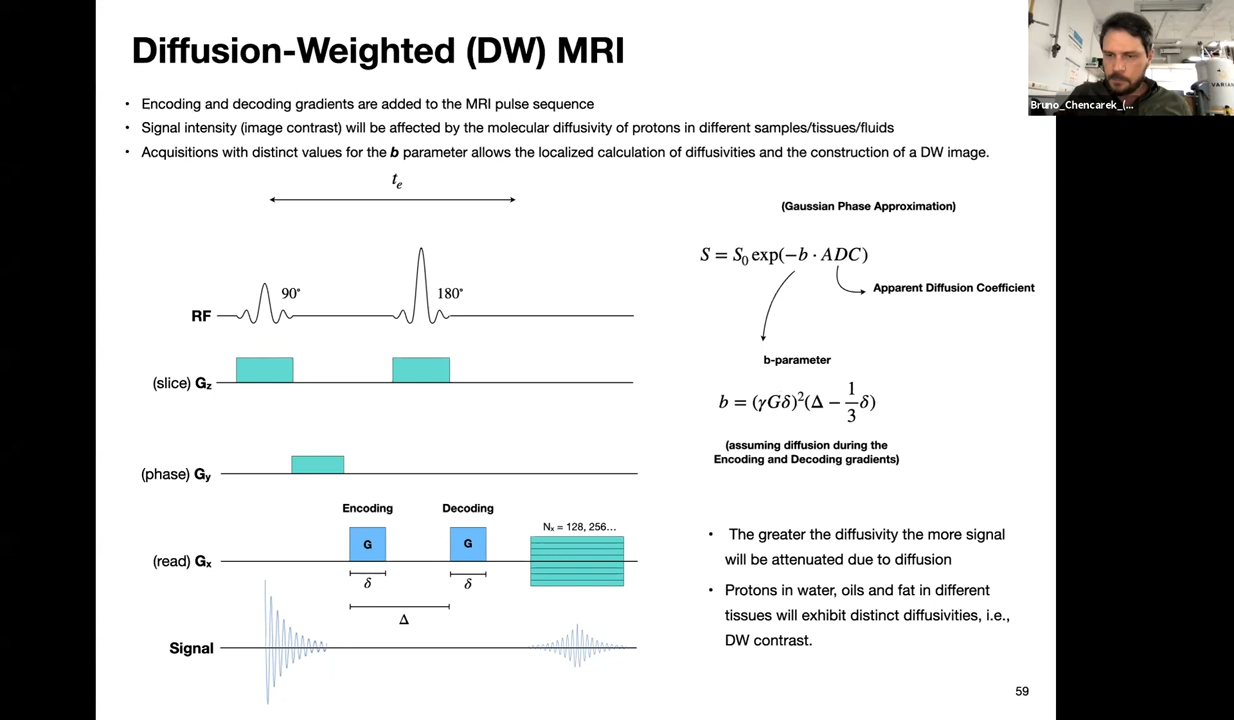 Diffusion-Weighted (DW) MRI
• Encoding and decoding gradients are added to the MRI pulse sequence
• Signal intensity (image contrast) will be affected by the molecular diffusivity of protons in different samples/tissues/fluids
• Acquisitions with distinct values for the b parameter allows the localized calculation of diffusivities and the construction of a DW image.
Bruno_Chencarek_(...
VARIAN
tₑ
90°
180°
RF
(slice) G_z
(phase) G_y
Encoding
Decoding
Nₓ = 128, 256...
G
G
(read) Gₓ
δ
δ
Δ
Signal
(Gaussian Phase Approximation)
S = S₀ exp(−b · ADC)
Apparent Diffusion Coefficient
b-parameter
b = (γGδ)²(Δ − 1/3 δ)
(assuming diffusion during the
Encoding and Decoding gradients)
• The greater the diffusivity the more signal
will be attenuated due to diffusion
• Protons in water, oils and fat in different
tissues will exhibit distinct diffusivities, i.e.,
DW contrast.
59